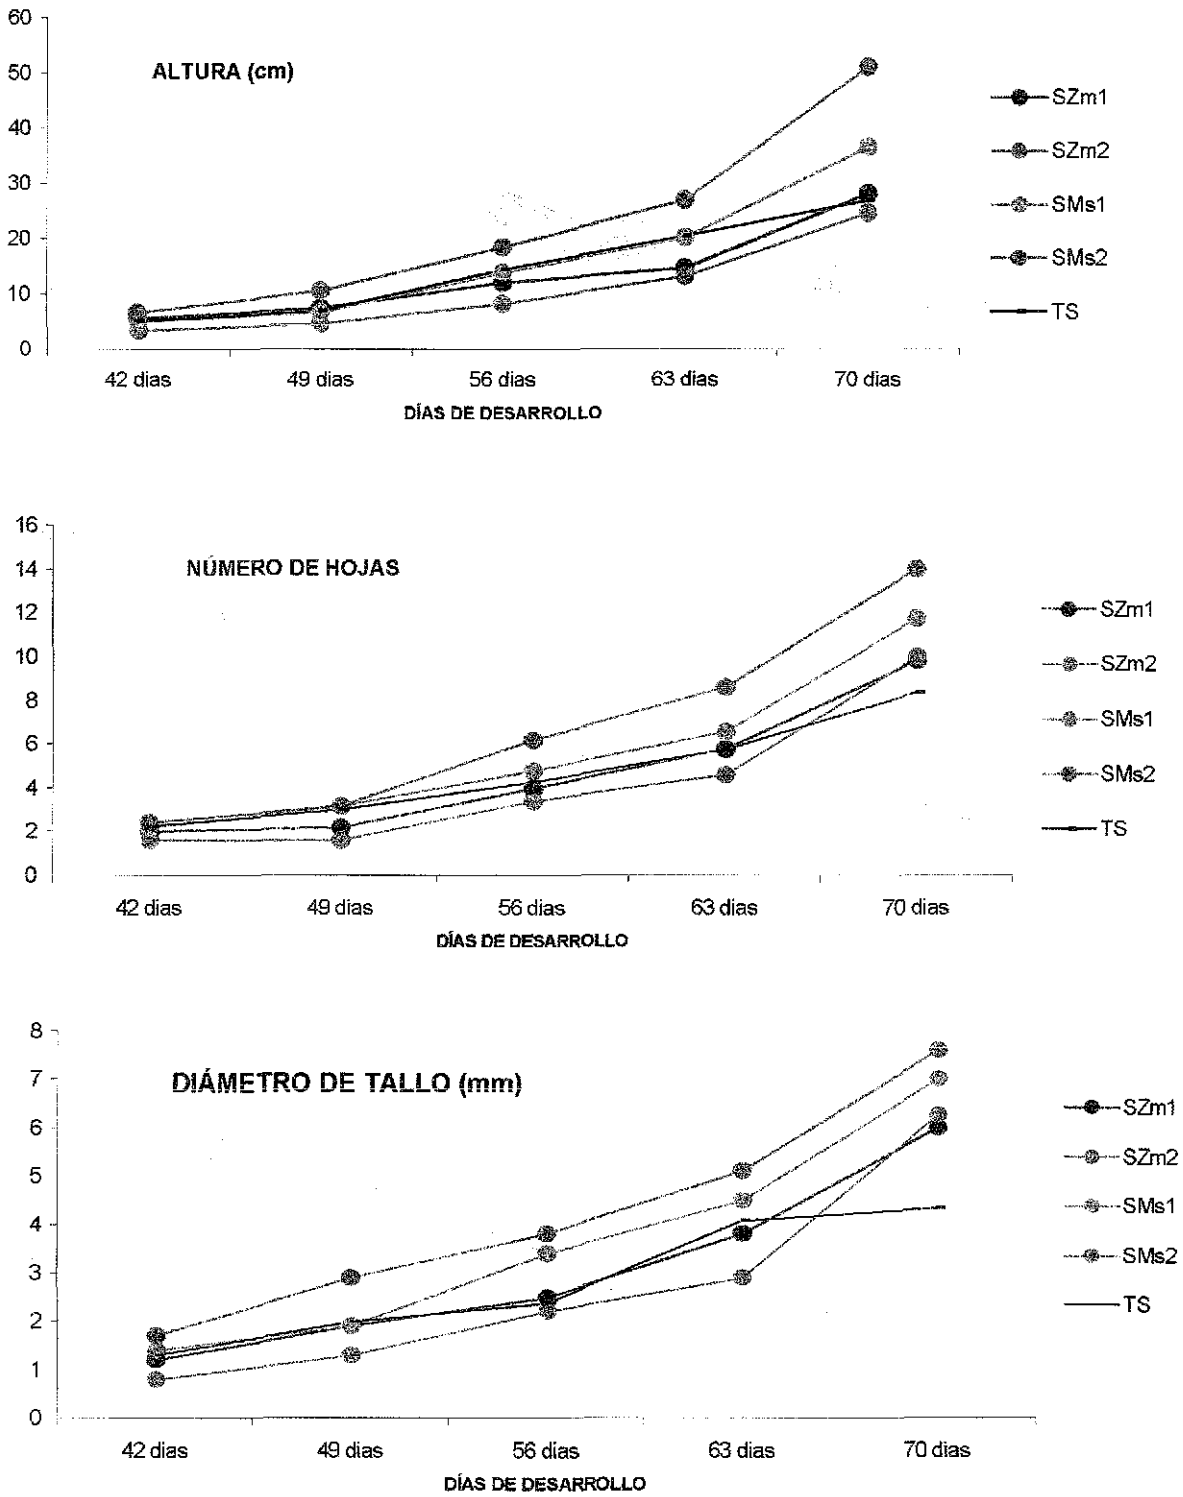 60
ALTURA (cm)
50
40
30
20
10
0
SZm1
SZm2
SMs1
SMs2
TS
42 dias 49 dias 56 dias 63 dias 70 dias
DÍAS DE DESARROLLO
16
NÚMERO DE HOJAS
14
12
10
8
6
4
2
0
SZm1
SZm2
SMs1
SMs2
TS
42 dias 49 dias 56 dias 63 dias 70 dias
DÍAS DE DESARROLLO
8
DIÁMETRO DE TALLO (mm)
7
6
5
4
3
2
1
0
SZm1
SZm2
SMs1
SMs2
TS
42 dias 49 dias 56 dias 63 dias 70 dias
DÍAS DE DESARROLLO